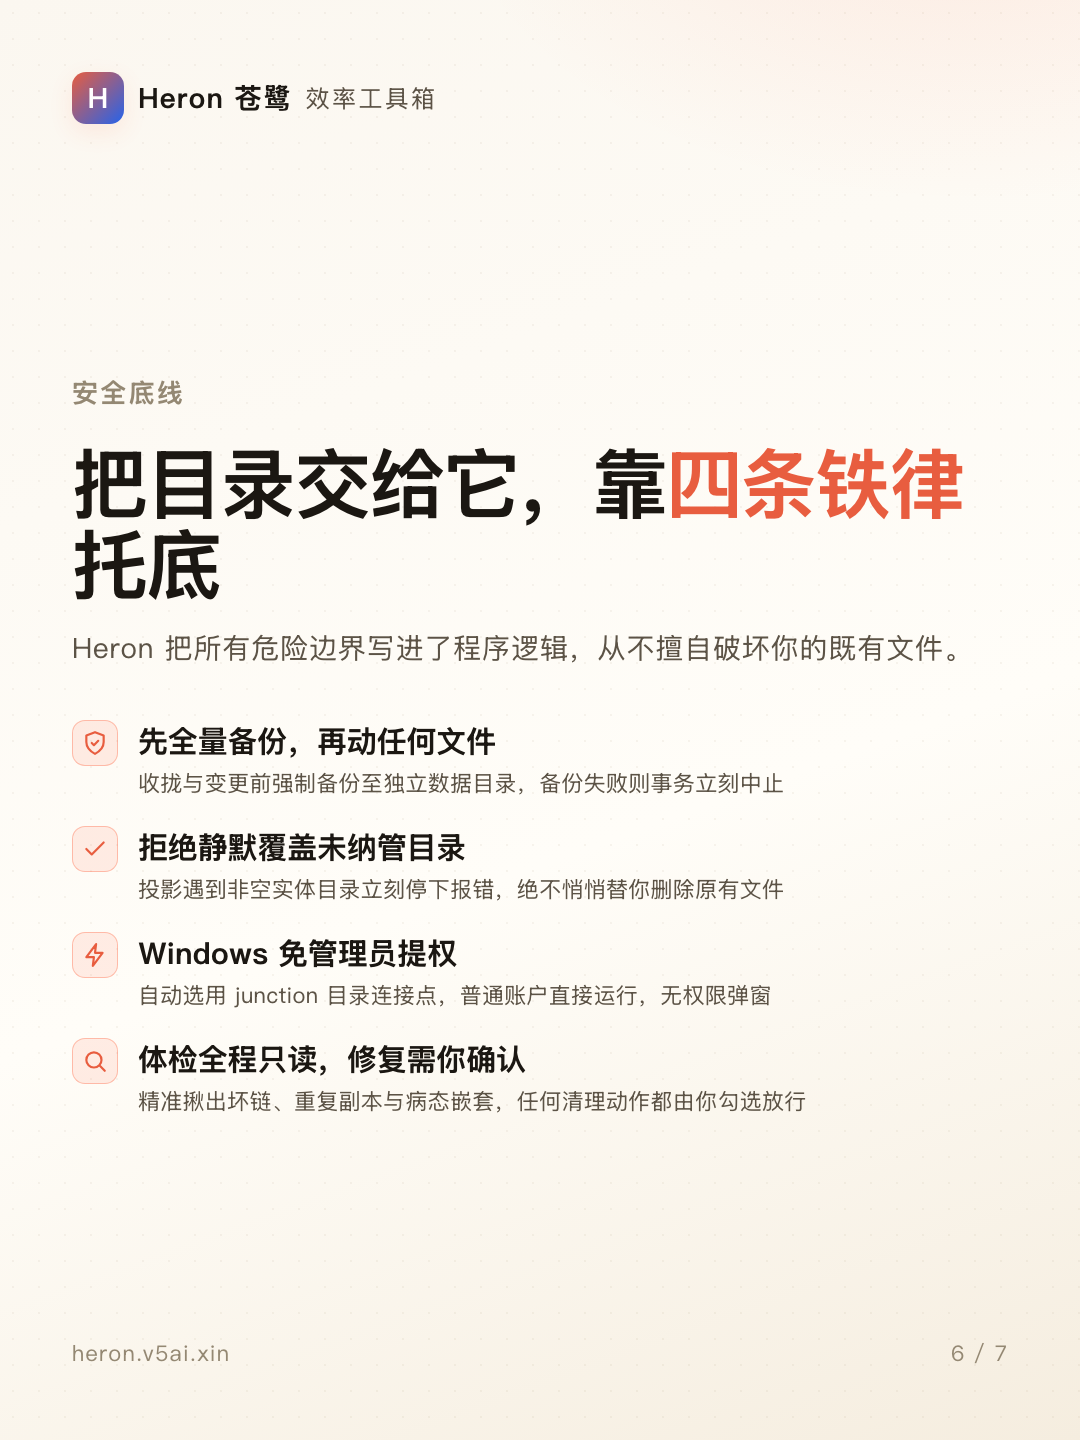 H
Heron 苍鹭 效率工具箱
安全底线
把目录交给它，靠四条铁律
托底
Heron 把所有危险边界写进了程序逻辑，从不擅自破坏你的既有文件。
先全量备份，再动任何文件
收拢与变更前强制备份至独立数据目录，备份失败则事务立刻中止
拒绝静默覆盖未纳管目录
投影遇到非空实体目录立刻停下报错，绝不悄悄替你删除原有文件
Windows 免管理员提权
自动选用 junction 目录连接点，普通账户直接运行，无权限弹窗
体检全程只读，修复需你确认
精准揪出坏链、重复副本与病态嵌套，任何清理动作都由你勾选放行
heron.v5ai.xin
6 / 7